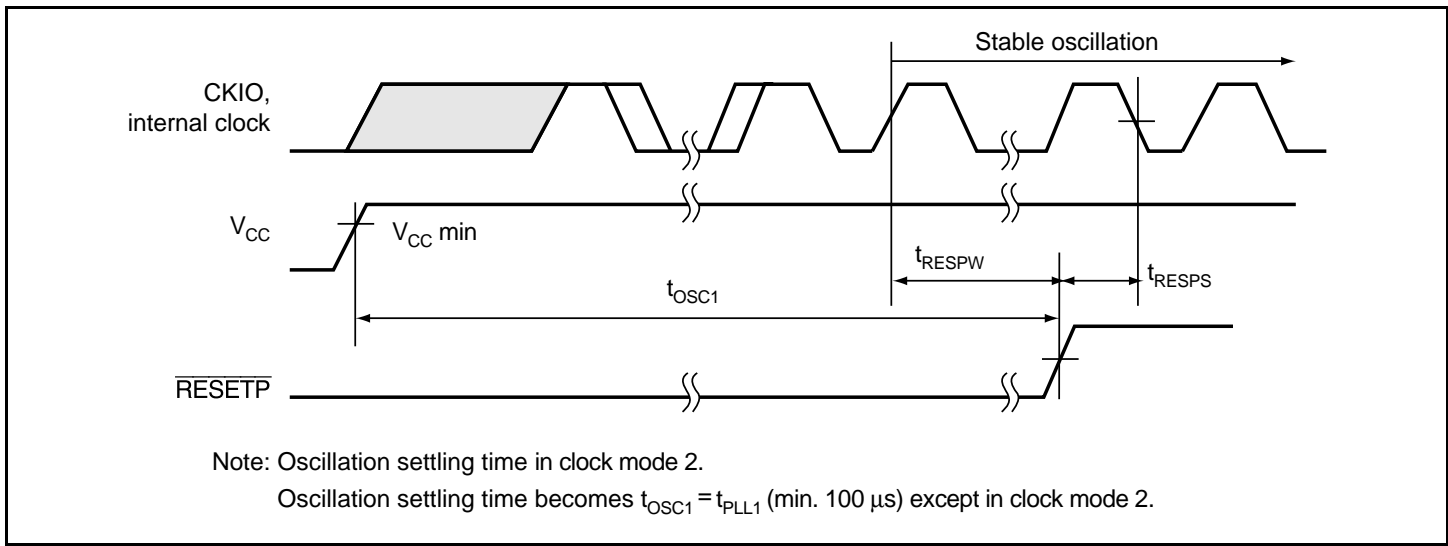 Stable oscillation
CKIO,
internal clock
VCC
VCC min
tRESPW
tRESPS
tOSC1
RESETP
Note: Oscillation settling time in clock mode 2.
Oscillation settling time becomes tOSC1 = tPLL1 (min. 100 μs) except in clock mode 2.